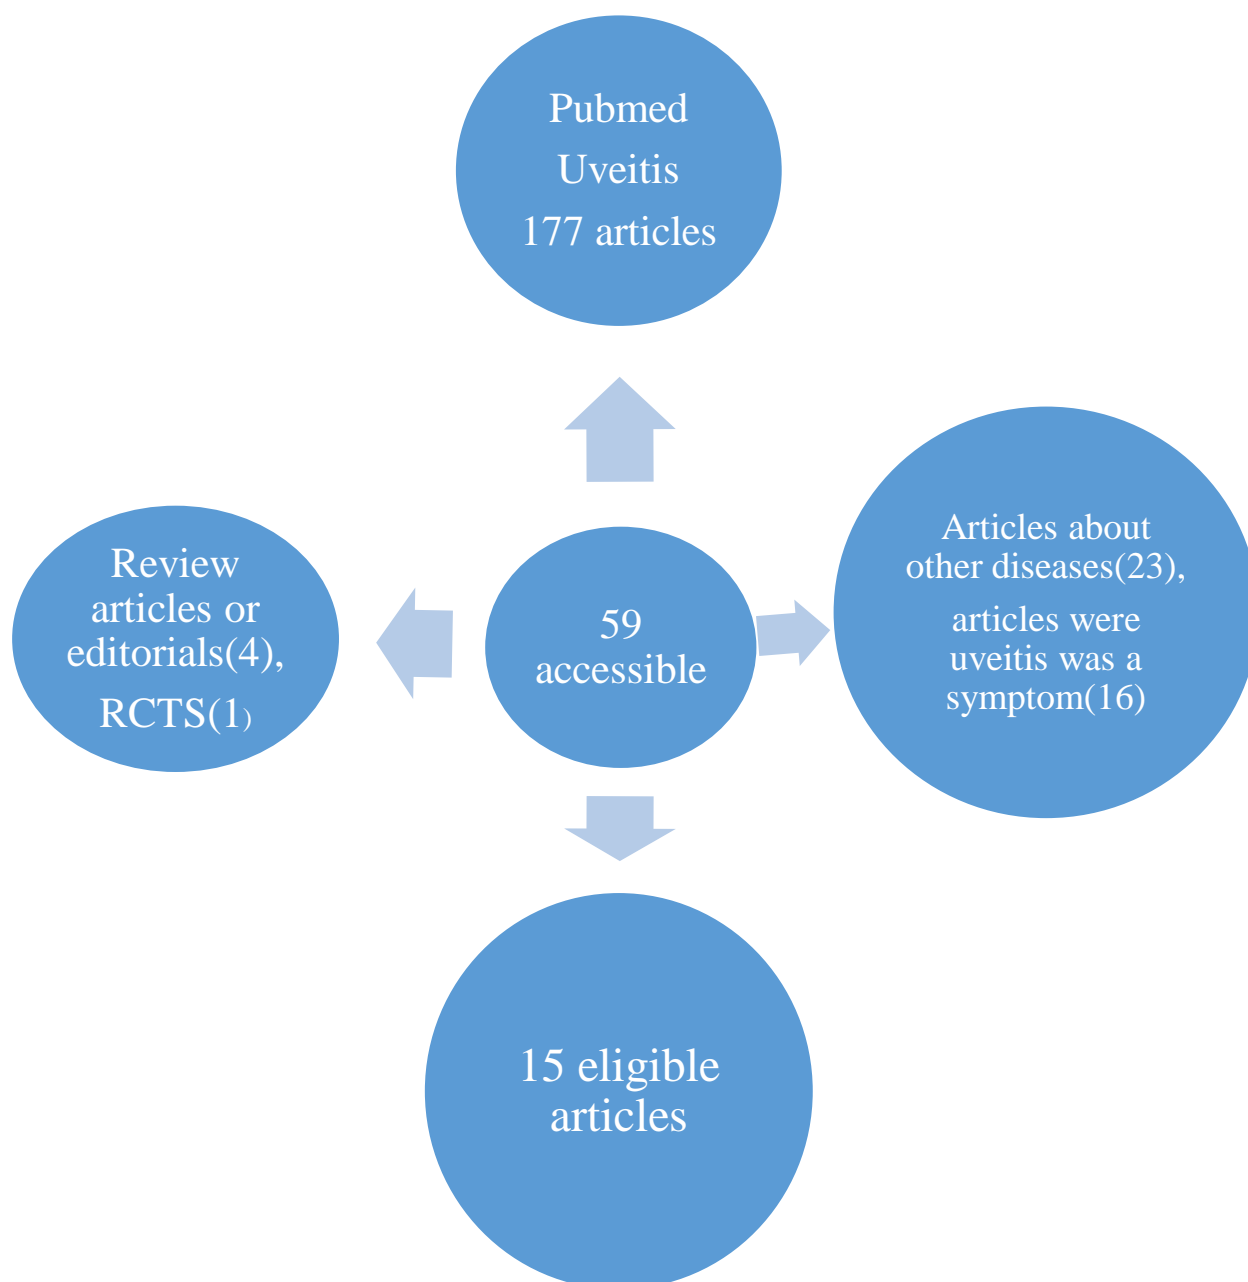 Pubmed
Uveitis
177 articles
Review
articles or
editorials(4),
RCTS(1)
59
accessible
Articles about
other diseases(23),
articles were
uveitis was a
symptom(16)
15 eligible
articles